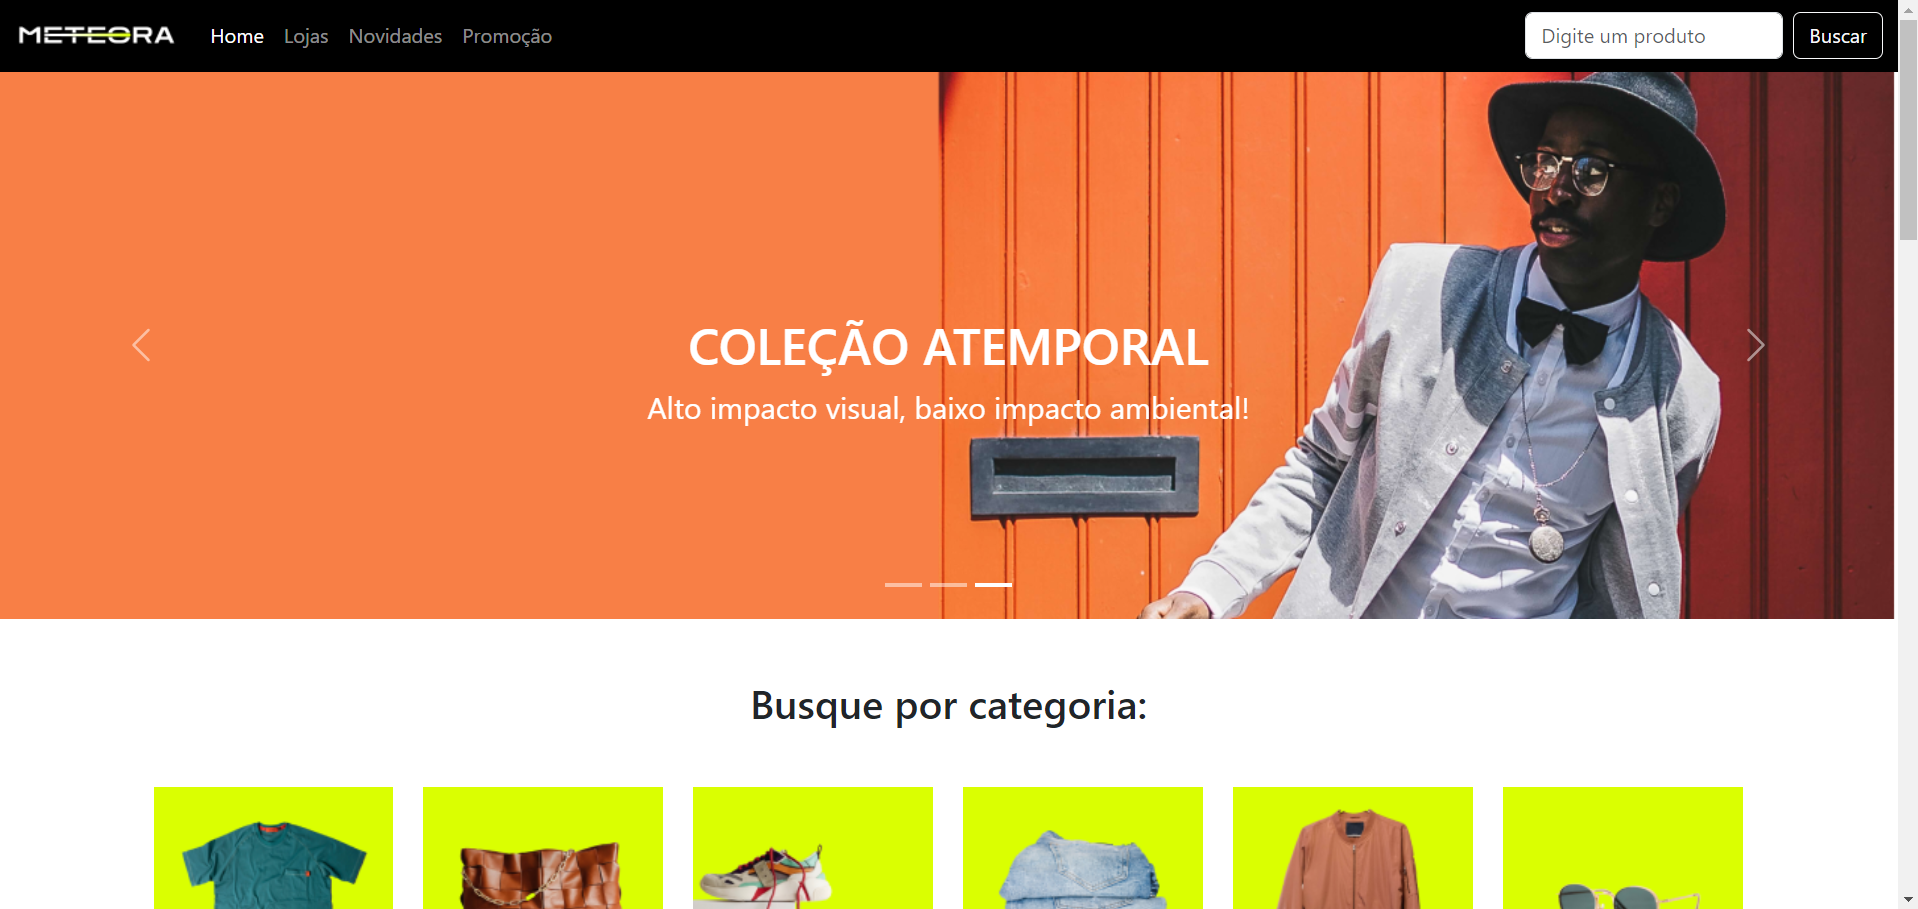 METEORA
Home Lojas Novidades Promoção
Digite um produto
Buscar
COLEÇÃO ATEMPORAL
Alto impacto visual, baixo impacto ambiental!
Busque por categoria: